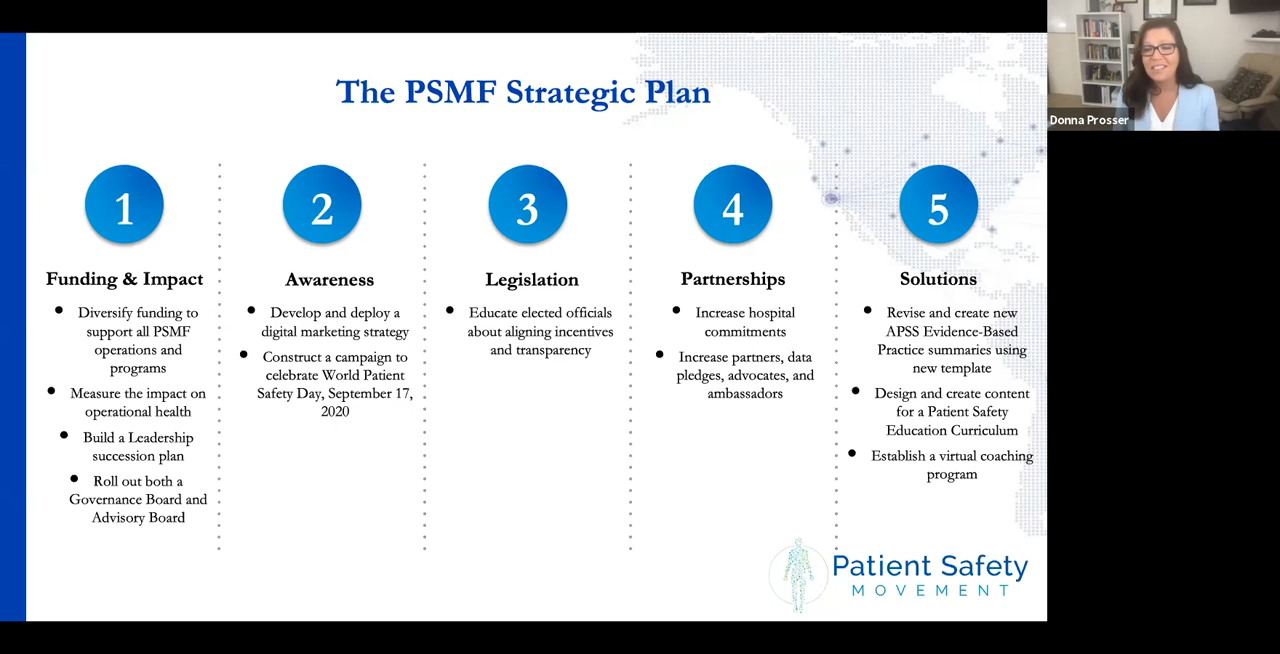 The PSMF Strategic Plan
Donna Prosser
1
Funding & Impact
Diversify funding to
support all PSMF
operations and
programs
Measure the impact on
operational health
Build a Leadership
succession plan
Roll out both a
Governance Board and
Advisory Board
2
Awareness
Develop and deploy a
digital marketing strategy
Construct a campaign to
celebrate World Patient
Safety Day, September 17,
2020
3
Legislation
Educate elected officials
about aligning incentives
and transparency
4
Partnerships
Increase hospital
commitments
Increase partners, data
pledges, advocates, and
ambassadors
5
Solutions
Revise and create new
APSS Evidence-Based
Practice summaries using
new template
Design and create content
for a Patient Safety
Education Curriculum
Establish a virtual coaching
program
Patient Safety
MOVEMENT